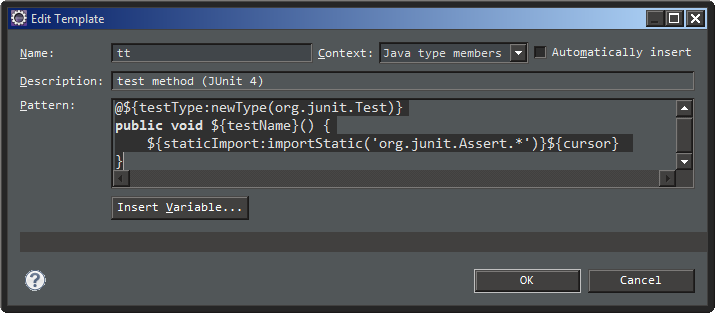 Edit Template
Name: tt Context: Java type members Automatically insert
Description: test method (JUnit 4)
Pattern: @${testType:newType(org.junit.Test)}
public void ${testName}() {
    ${staticImport:importStatic('org.junit.Assert.*')}${cursor}
}
Insert Variable...
? OK Cancel